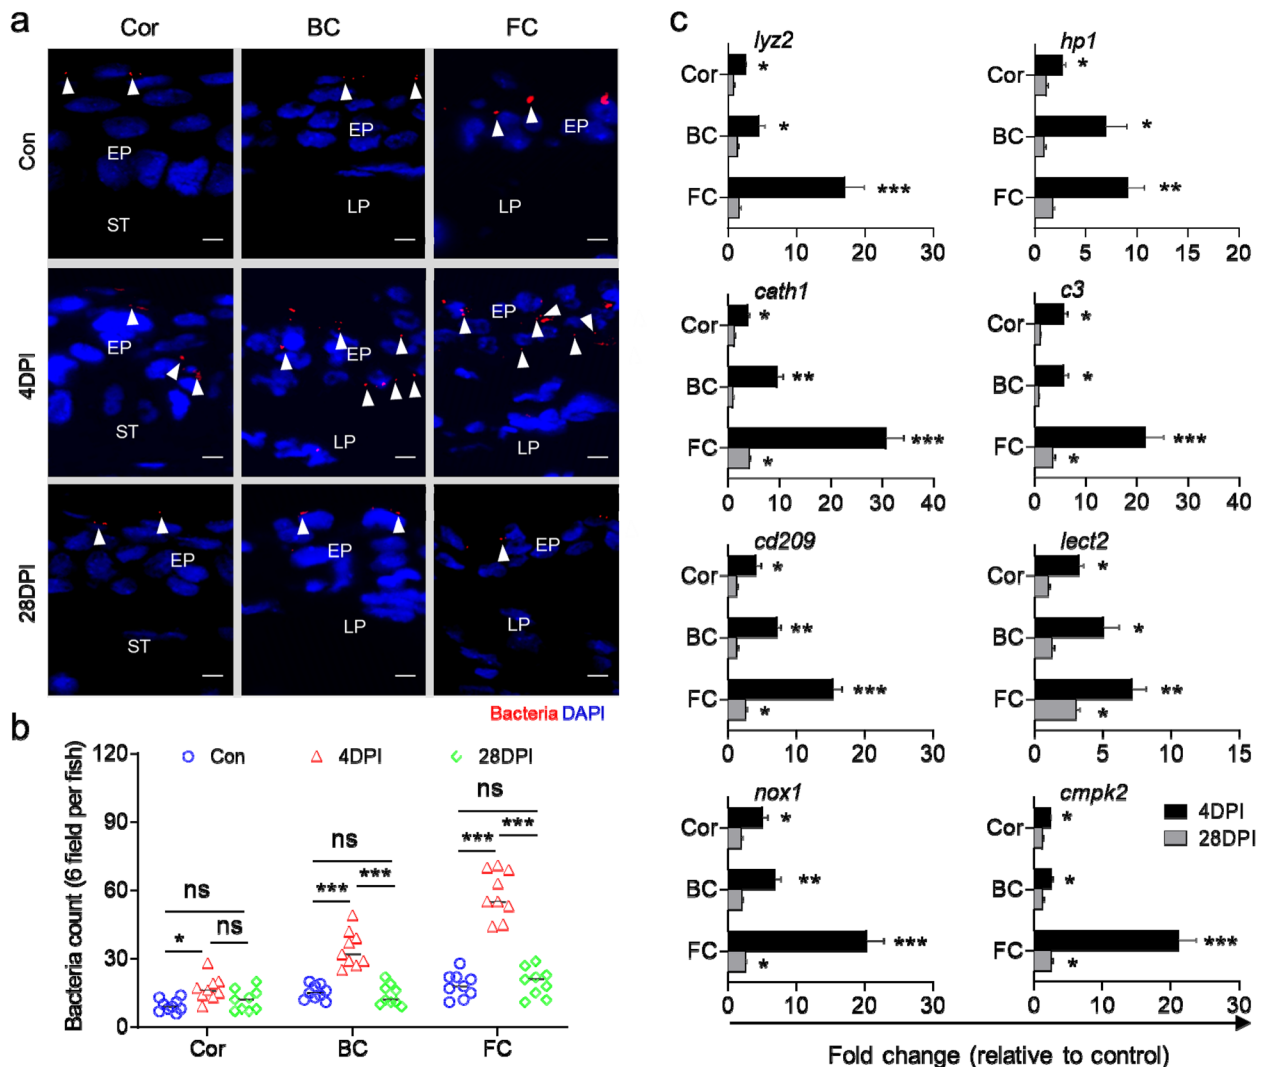 a
Cor BC FC
Con
EP EP EP
ST LP LP
4DPI
EP EP EP
ST LP LP
28DPI
EP EP EP
ST LP LP
Bacteria DAPI
b
Bacteria count (6 field per fish)
120
90
60
30
0
Con 4DPI 28DPI
ns * ns
ns *** ***
ns *** ***
Cor BC FC
c
lyz2
Cor *
BC *
FC ***
0 10 20 30
hp1
Cor *
BC *
FC **
0 5 10 15 20
cath1
Cor *
BC **
FC ***
*
0 10 20 30 40
c3
Cor *
BC *
FC ***
*
0 10 20 30 40
cd209
Cor *
BC **
FC ***
*
0 10 20 30
lect2
Cor *
BC *
FC **
*
0 5 10 15
nox1
Cor *
BC **
FC ***
*
0 10 20 30
cmpk2
4DPI
28DPI
Cor *
BC *
FC ***
*
0 10 20 30
Fold change (relative to control)